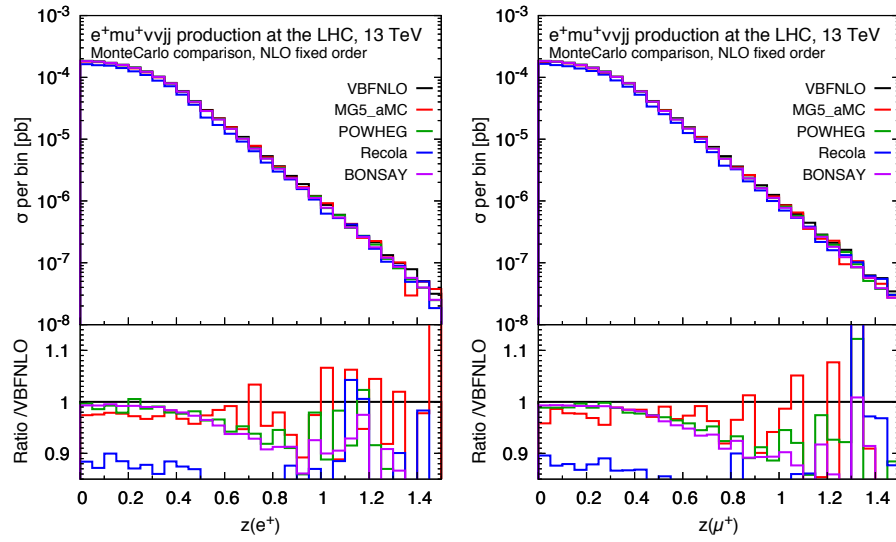 e⁺mu⁺vvjj production at the LHC, 13 TeV
MonteCarlo comparison, NLO fixed order
VBFNLO
MG5_aMC
POWHEG
Recola
BONSAY
σ per bin [pb]
10⁻³
10⁻⁴
10⁻⁵
10⁻⁶
10⁻⁷
10⁻⁸
Ratio /VBFNLO
1.1
1
0.9
0 0.2 0.4 0.6 0.8 1 1.2 1.4
z(e⁺)
e⁺mu⁺vvjj production at the LHC, 13 TeV
MonteCarlo comparison, NLO fixed order
VBFNLO
MG5_aMC
POWHEG
Recola
BONSAY
σ per bin [pb]
10⁻³
10⁻⁴
10⁻⁵
10⁻⁶
10⁻⁷
10⁻⁸
Ratio /VBFNLO
1.1
1
0.9
0 0.2 0.4 0.6 0.8 1 1.2 1.4
z(μ⁺)